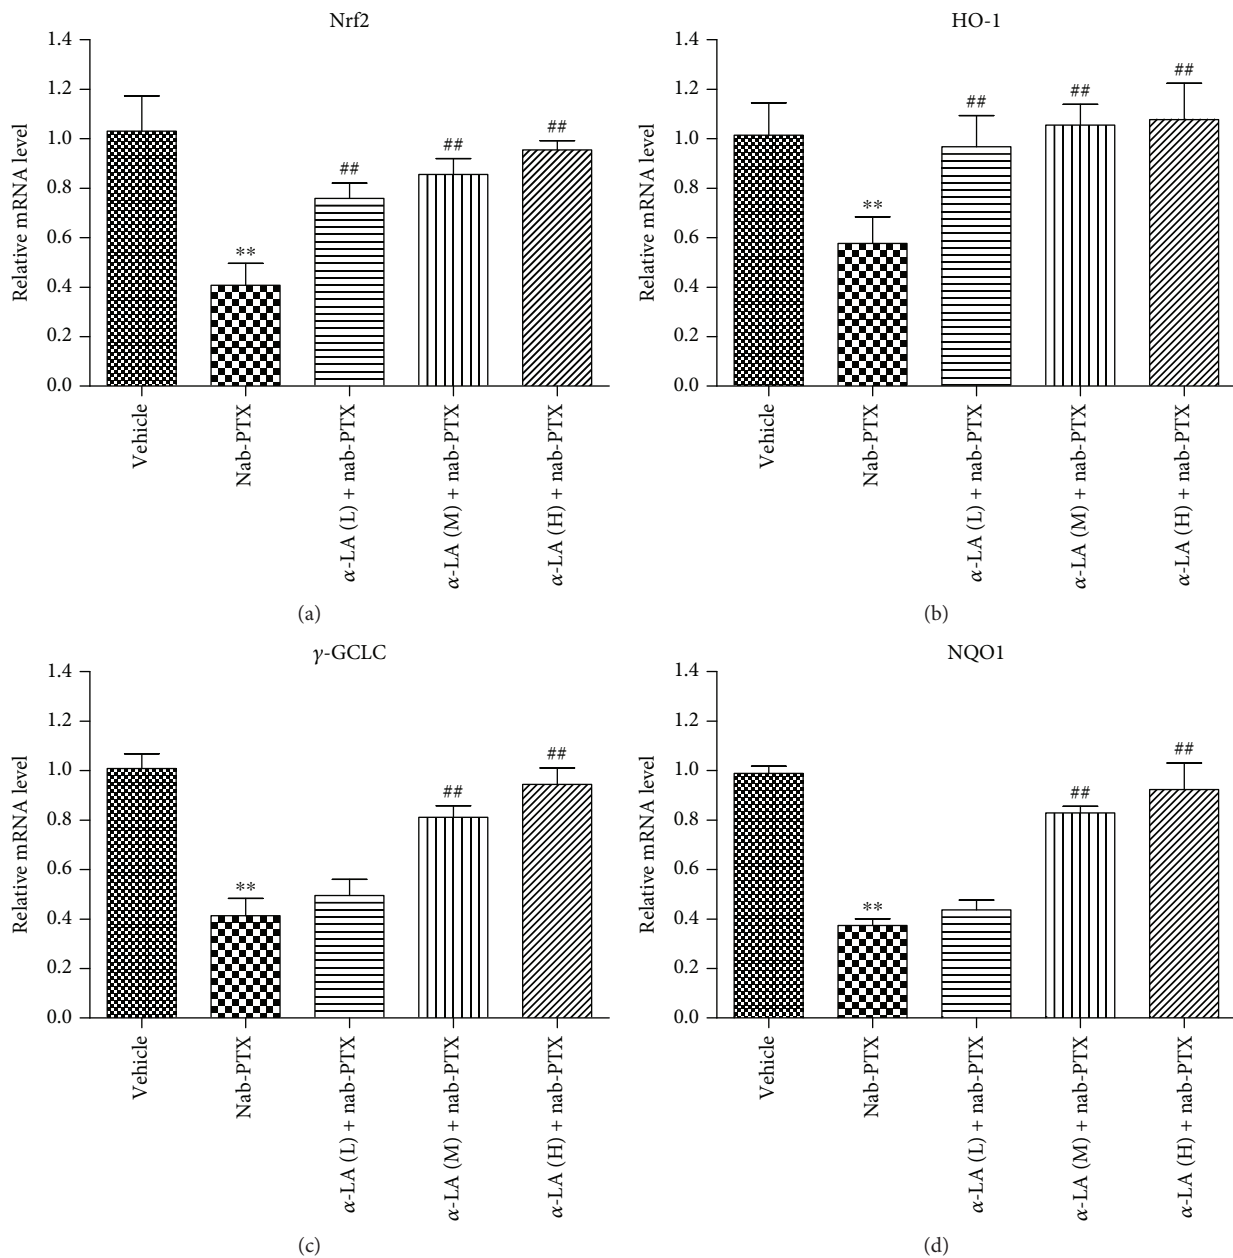 Nrf2
1.4
1.2
1.0
0.8
0.6
0.4
0.2
0.0
Relative mRNA level
**
##
##
##
Vehicle
Nab-PTX
α-LA (L) + nab-PTX
α-LA (M) + nab-PTX
α-LA (H) + nab-PTX
(a)
HO-1
1.4
1.2
1.0
0.8
0.6
0.4
0.2
0.0
Relative mRNA level
**
##
##
##
Vehicle
Nab-PTX
α-LA (L) + nab-PTX
α-LA (M) + nab-PTX
α-LA (H) + nab-PTX
(b)
γ-GCLC
1.4
1.2
1.0
0.8
0.6
0.4
0.2
0.0
Relative mRNA level
**
##
##
Vehicle
Nab-PTX
α-LA (L) + nab-PTX
α-LA (M) + nab-PTX
α-LA (H) + nab-PTX
(c)
NQO1
1.4
1.2
1.0
0.8
0.6
0.4
0.2
0.0
Relative mRNA level
**
##
##
Vehicle
Nab-PTX
α-LA (L) + nab-PTX
α-LA (M) + nab-PTX
α-LA (H) + nab-PTX
(d)